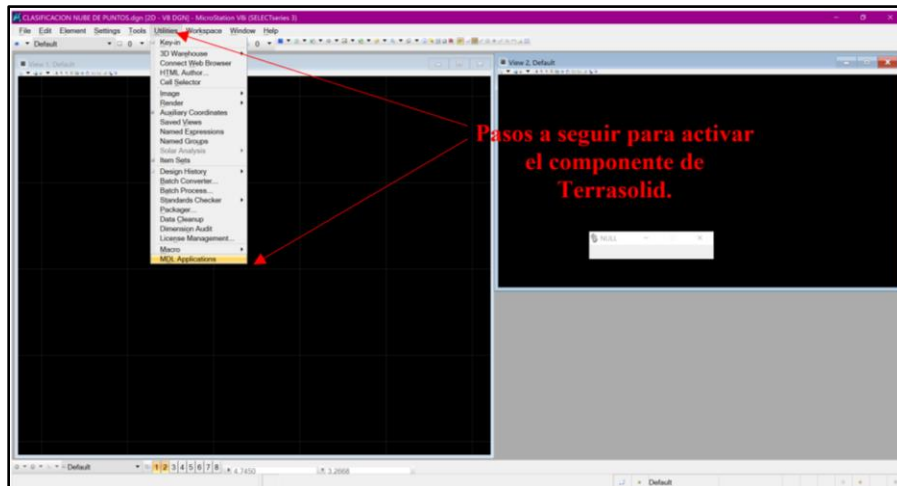 CLASIFICACION NUBE DE PUNTOS.dgn [2D - V8 DGN] - MicroStation V8i (SELECTseries 3)
File Edit Element Settings Tools Utilities Workspace Window Help
Default 0 0
Key-in
3D Warehouse
Connect Web Browser
HTML Author...
Cell Selector
Image
Render
Auxiliary Coordinates
Saved Views
Named Expressions
Named Groups
Solar Analysis
Item Sets
Design History
Batch Converter...
Batch Process...
Standards Checker
Packager...
Data Cleanup
Dimension Audit
License Management...
Macro
MDL Applications
View 1, Default
View 2, Default
Pasos a seguir para activar
el componente de
Terrasolid.
NULL
Default 1 2 3 4 5 6 7 8 4.7450 3.2668
Default